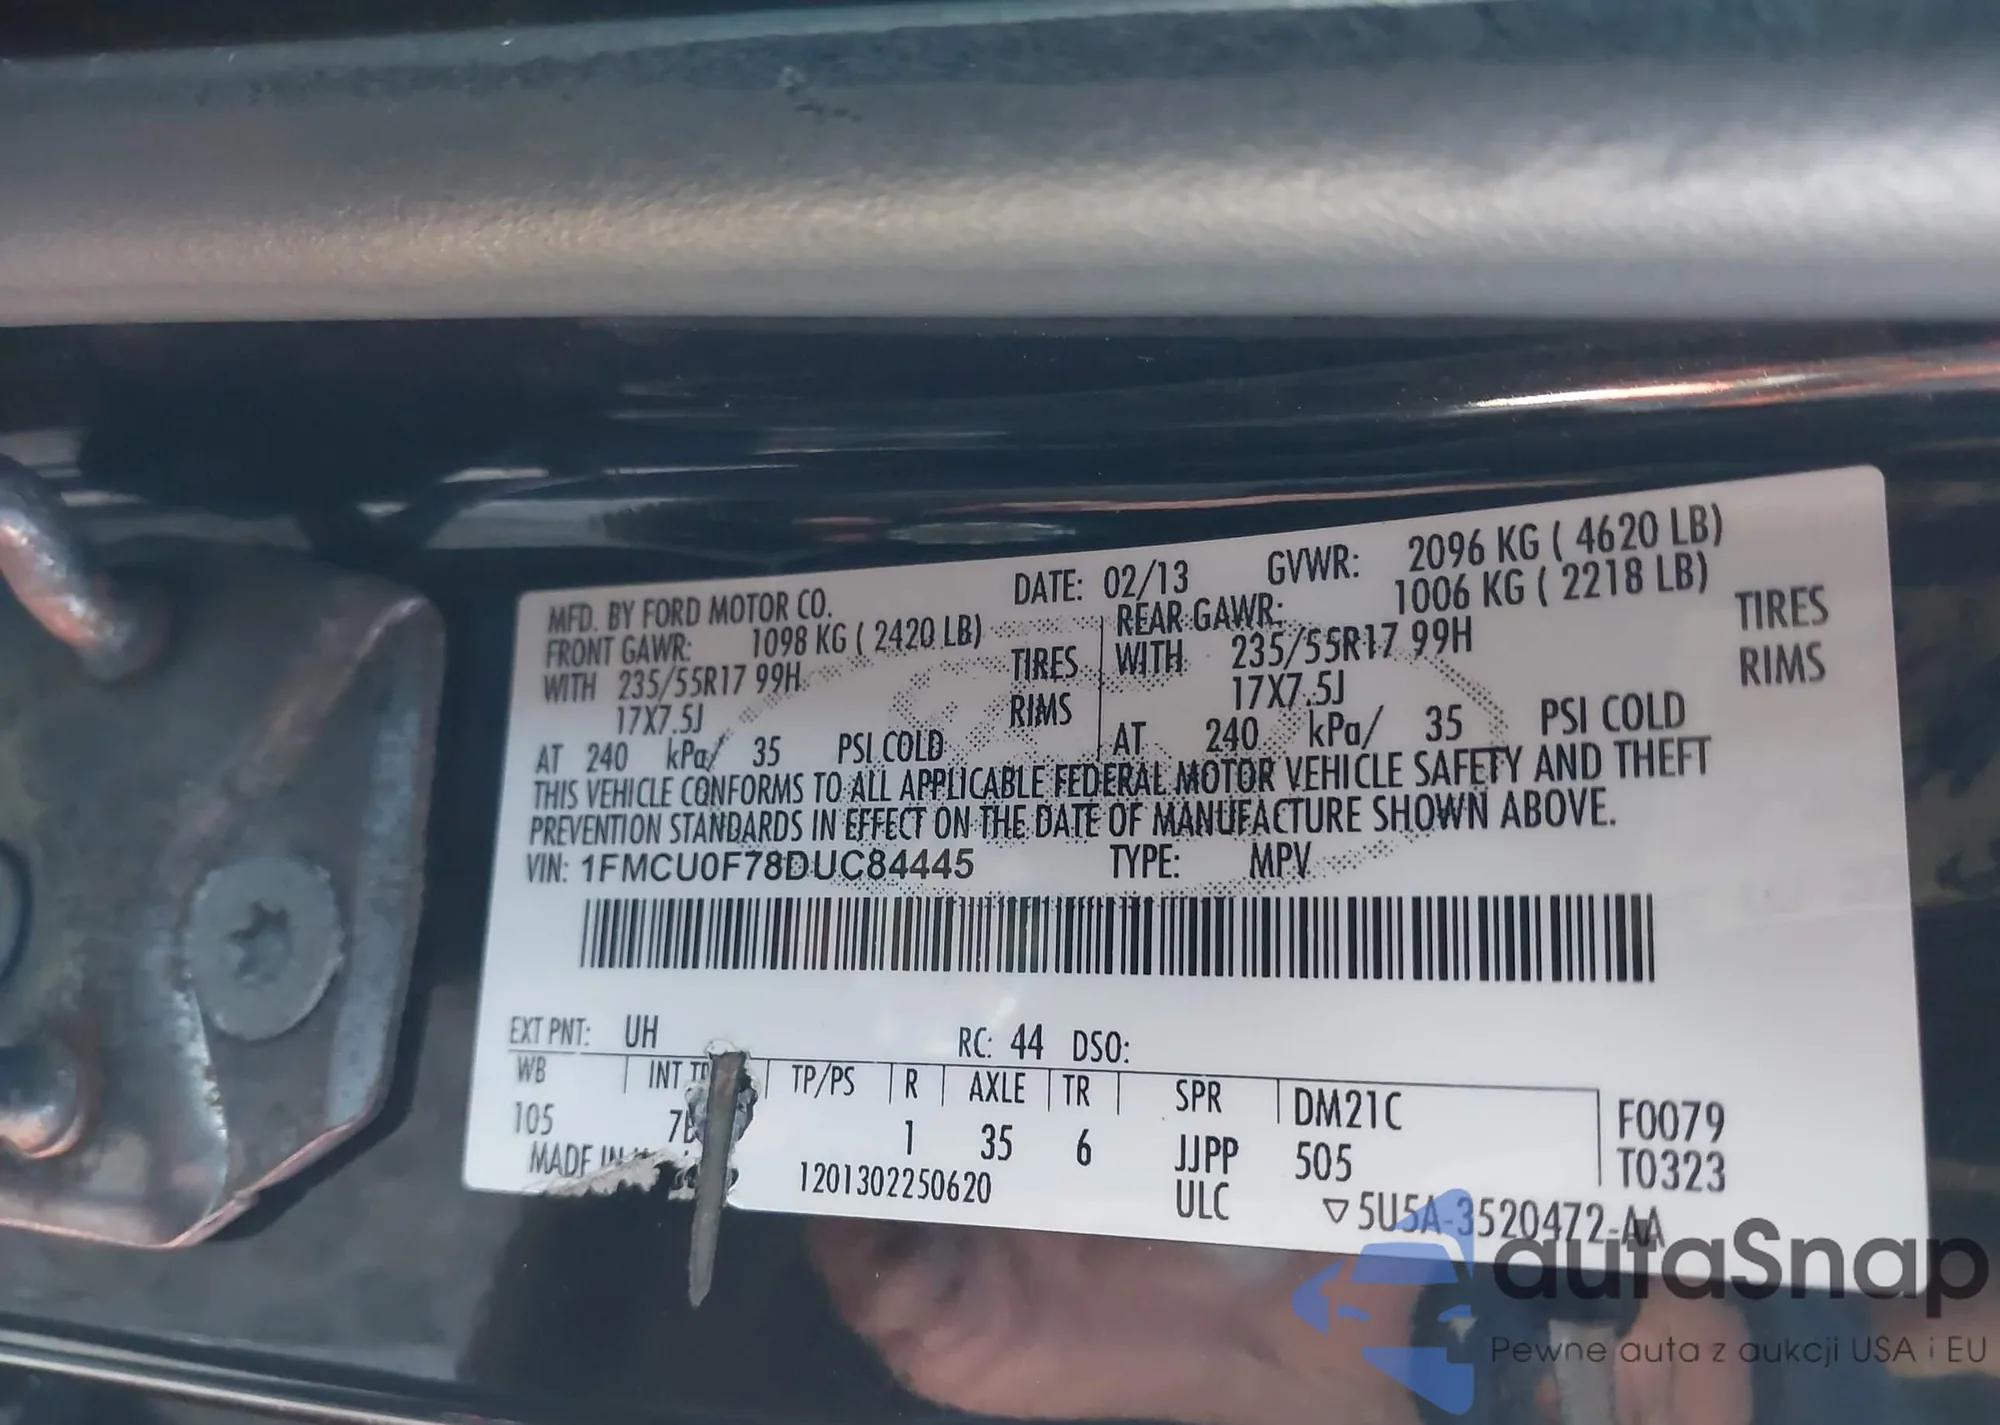 MFD. BY FORD MOTOR CO. DATE: 02/13 GVWR: 2096 KG ( 4620 LB)
FRONT GAWR: 1098 KG ( 2420 LB) REAR GAWR: 1006 KG ( 2218 LB)
WITH 235/55R17 99H TIRES WITH 235/55R17 99H TIRES
17X7.5J RIMS 17X7.5J RIMS
AT 240 kPa/ 35 PSI COLD AT 240 kPa/ 35 PSI COLD
THIS VEHICLE CONFORMS TO ALL APPLICABLE FEDERAL MOTOR VEHICLE SAFETY AND THEFT
PREVENTION STANDARDS IN EFFECT ON THE DATE OF MANUFACTURE SHOWN ABOVE.
VIN: 1FMCU0F78DUC84445 TYPE: MPV
EXT PNT: UH RC: 44 DSO:
WB INT TP/PS R AXLE TR SPR DM21C F0079
105 1 35 6 JJPP 505 T0323
MADE IN 1201302250620 ULC ▽5U5A-3520472-AA
autaSnap
Pewne auta z aukcji USA i EU